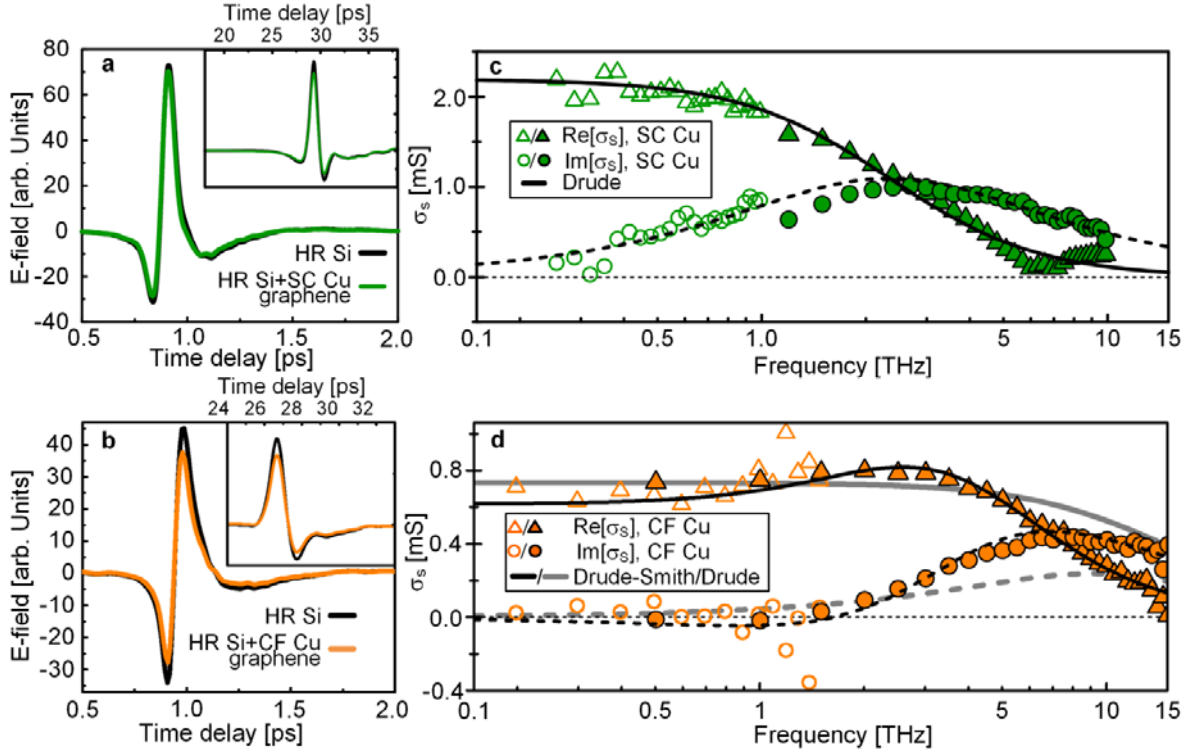 Time delay [ps]
20 25 30 35
a
80
60
40
20
0
-20
-40
E-field [arb. Units]
HR Si
HR Si+SC Cu
graphene
0.5 1.0 1.5 2.0
Time delay [ps]
c
2.0
1.0
0.0
σs [mS]
△/▲ Re[σs], SC Cu
○/● Im[σs], SC Cu
Drude
0.1 0.5 1.0 5 10 15
Frequency [THz]
Time delay [ps]
24 26 28 30 32
b
40
30
20
10
0
-10
-20
-30
E-field [arb. Units]
HR Si
HR Si+CF Cu
graphene
0.5 1.0 1.5 2.0
Time delay [ps]
d
0.8
0.4
0.0
-0.4
σs [mS]
△/▲ Re[σs], CF Cu
○/● Im[σs], CF Cu
/ Drude-Smith/Drude
0.1 0.5 1 5 10 15
Frequency [THz]